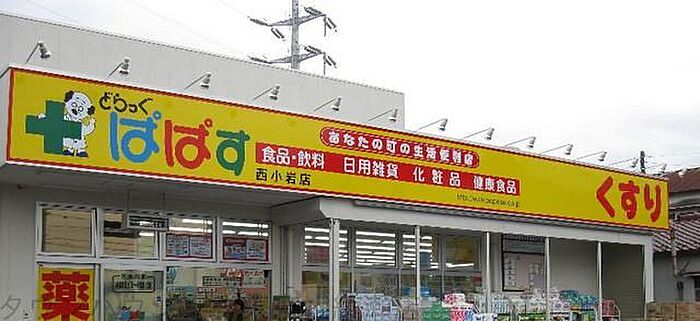 どらっぐ
ぱぱす
あなたの町の生活便利店
食品・飲料 日用雑貨 化粧品 健康食品
西小岩店
くすり
薬